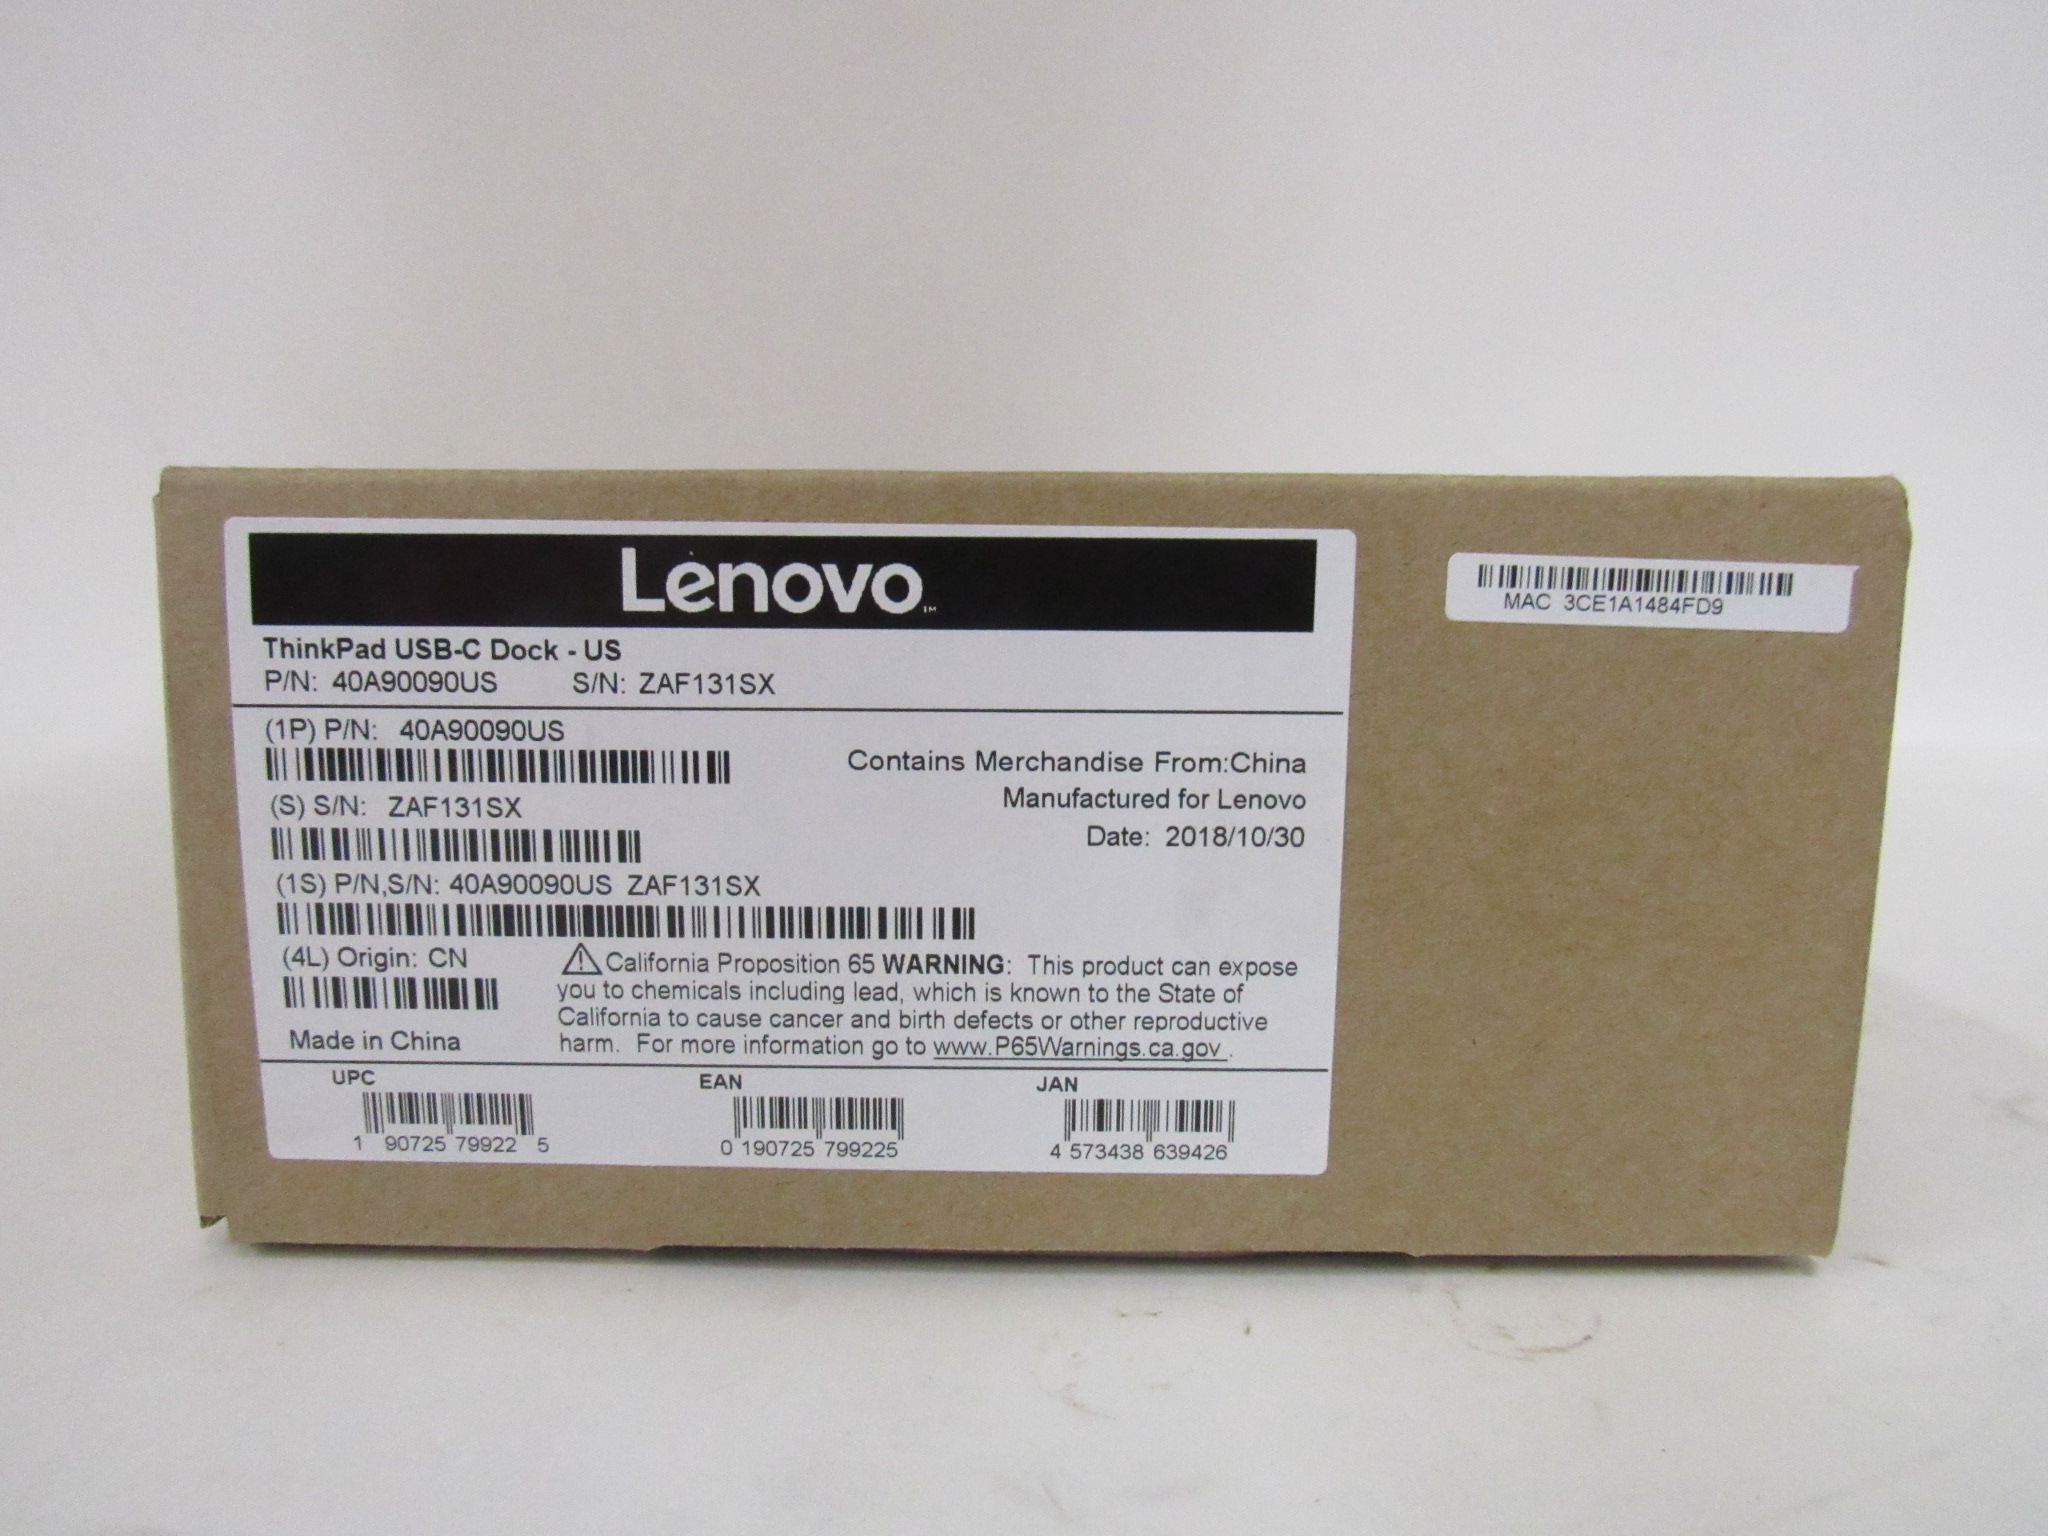 Lenovo™
ThinkPad USB-C Dock - US
P/N: 40A90090US S/N: ZAF131SX
(1P) P/N: 40A90090US
Contains Merchandise From:China
Manufactured for Lenovo
Date: 2018/10/30
(S) S/N: ZAF131SX
(1S) P/N,S/N: 40A90090US ZAF131SX
(4L) Origin: CN
Made in China
California Proposition 65 WARNING: This product can expose
you to chemicals including lead, which is known to the State of
California to cause cancer and birth defects or other reproductive
harm. For more information go to www.P65Warnings.ca.gov .
UPC
1 90725 79922 5
EAN
0 190725 799225
JAN
4 573438 639426
MAC 3CE1A1484FD9